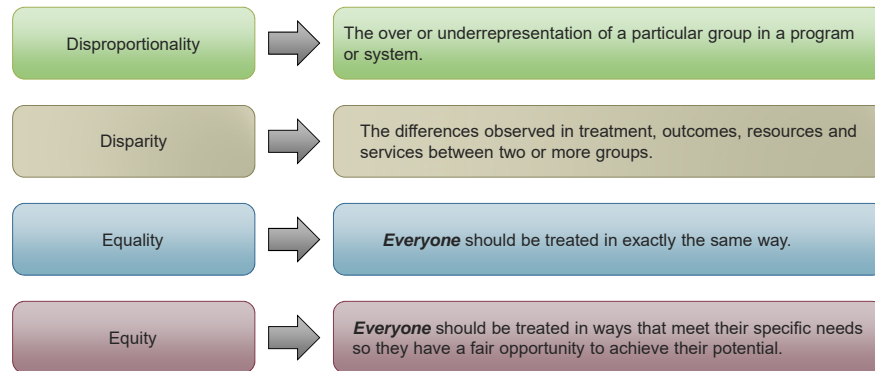 Disproportionality
The over or underrepresentation of a particular group in a program
or system.
Disparity
The differences observed in treatment, outcomes, resources and
services between two or more groups.
Equality
Everyone should be treated in exactly the same way.
Equity
Everyone should be treated in ways that meet their specific needs
so they have a fair opportunity to achieve their potential.